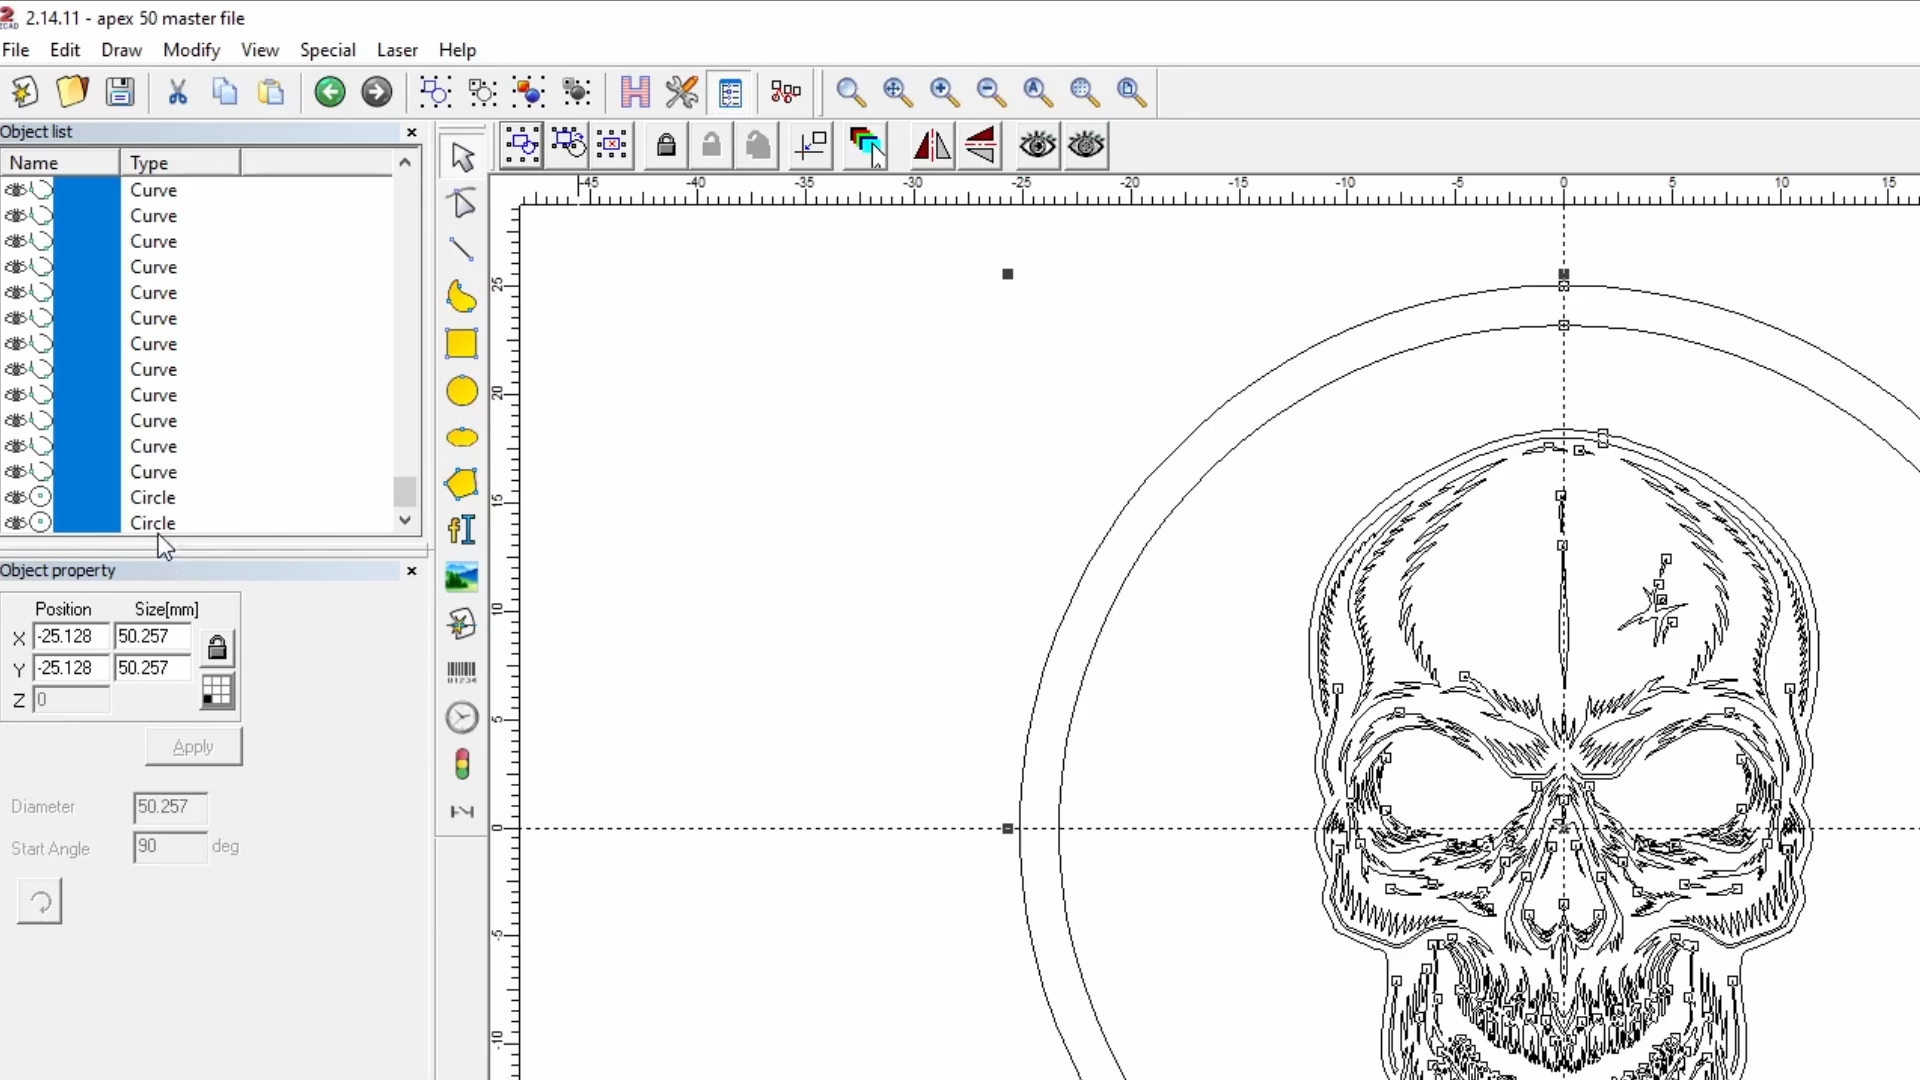 2.14.11 - apex 50 master file
File Edit Draw Modify View Special Laser Help
Object list
Name Type
Curve
Curve
Curve
Curve
Curve
Curve
Curve
Curve
Curve
Curve
Curve
Curve
Circle
Circle
Object property
Position Size[mm]
X -25.128 50.257
Y -25.128 50.257
Z 0
Apply
Diameter 50.257
Start Angle 90 deg
-45 -40 -35 -30 -25 -20 -15 -10 -5 0 5 10 15
25
20
15
10
5
0
-5
-10